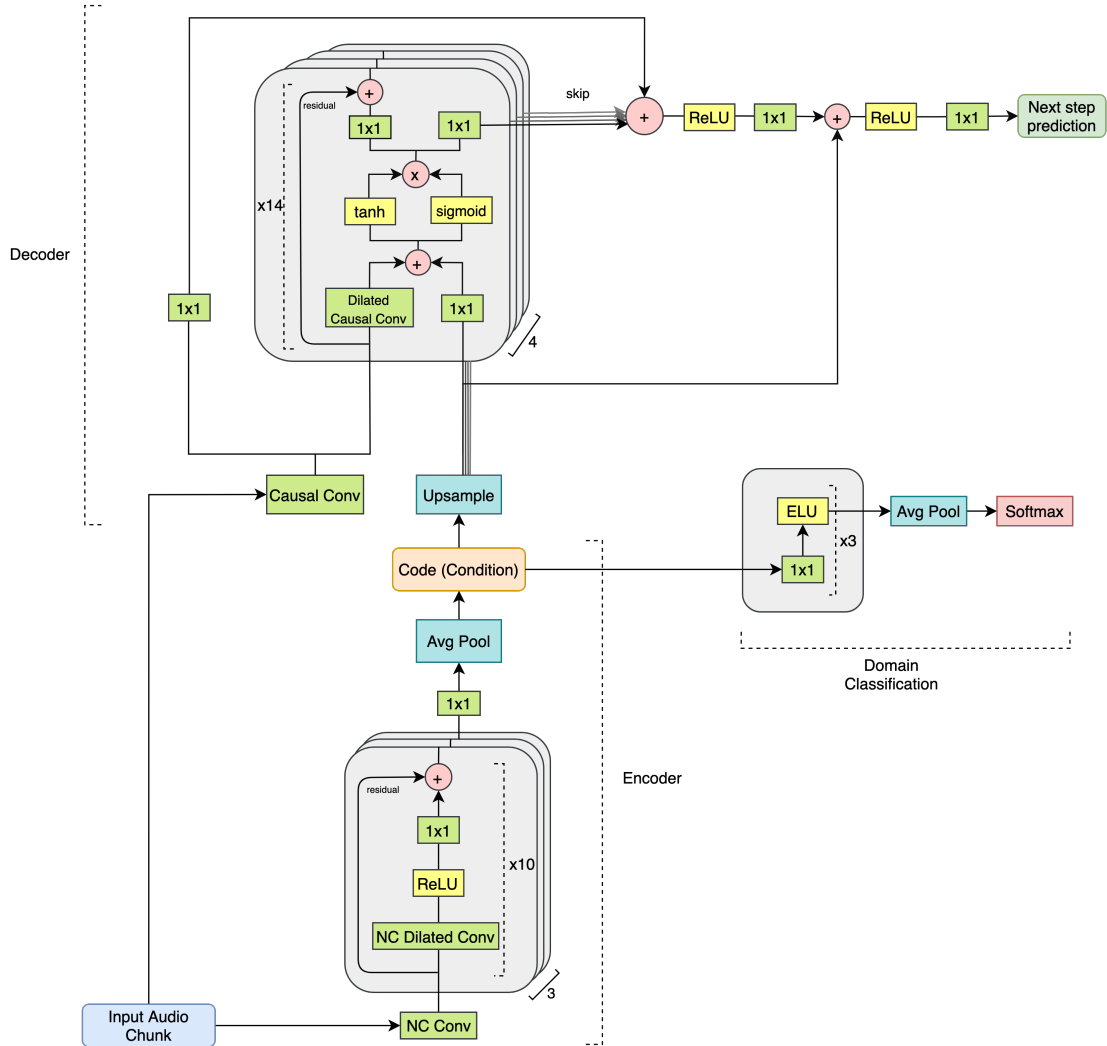 skip
residual
+
+
ReLU
1x1
+
ReLU
1x1
Next step
prediction
1x1
1x1
x
x14
tanh
sigmoid
Decoder
+
1x1
Dilated
Causal Conv
1x1
4
Causal Conv
Upsample
ELU
Avg Pool
Softmax
x3
1x1
Code (Condition)
Avg Pool
Domain
Classification
1x1
Encoder
+
residual
1x1
x10
ReLU
NC Dilated Conv
3
Input Audio
Chunk
NC Conv